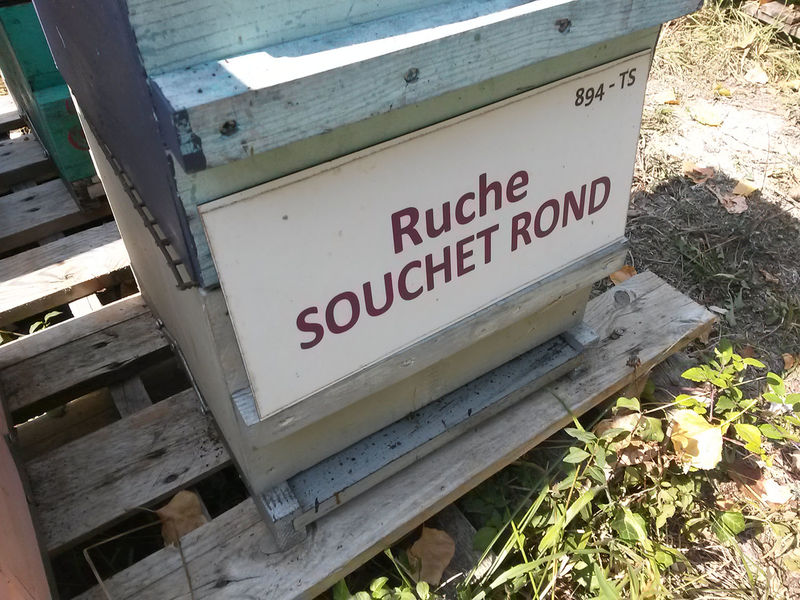 894 - TS
Ruche
SOUCHET ROND